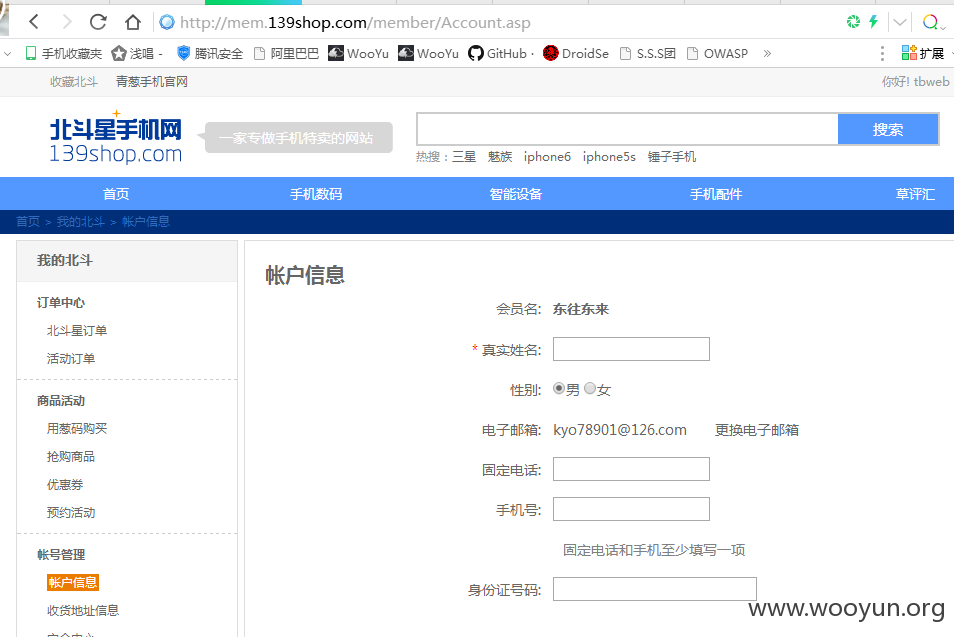 http://mem.139shop.com/member/Account.asp
手机收藏夹 浅唱 - 腾讯安全 阿里巴巴 WooYu WooYu GitHub · DroidSe S.S.S团 OWASP » 扩展
收藏北斗 青葱手机官网 你好! tbweb
北斗星手机网
139shop.com
一家专做手机特卖的网站
搜索
热搜：三星 魅族 iphone6 iphone5s 锤子手机
首页 手机数码 智能设备 手机配件 草评汇
首页 > 我的北斗 > 帐户信息
我的北斗
订单中心
北斗星订单
活动订单
商品活动
用葱码购买
抢购商品
优惠券
预约活动
帐号管理
帐户信息
收货地址信息
帐户信息
会员名: 东往东来
* 真实姓名:
性别: 男 女
电子邮箱: kyo78901@126.com 更换电子邮箱
固定电话:
手机号:
固定电话和手机至少填写一项
身份证号码:
www.wooyun.org